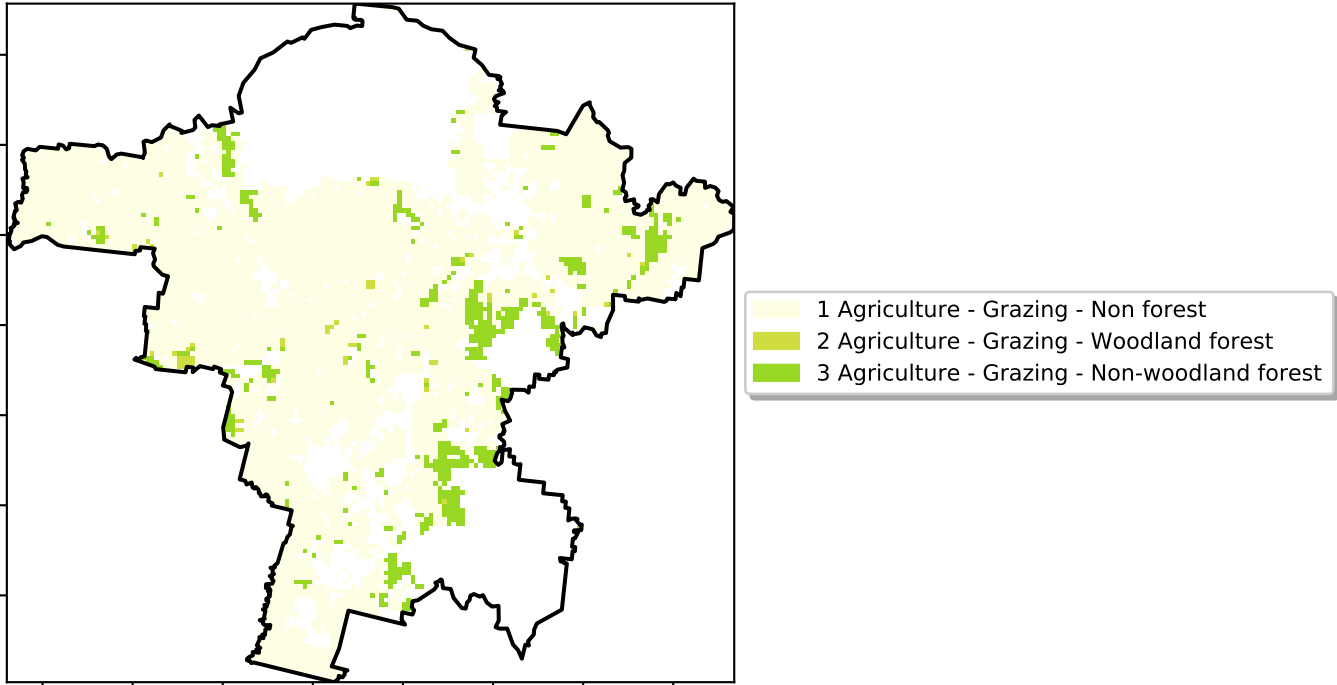 1 Agriculture - Grazing - Non forest
2 Agriculture - Grazing - Woodland forest
3 Agriculture - Grazing - Non-woodland forest